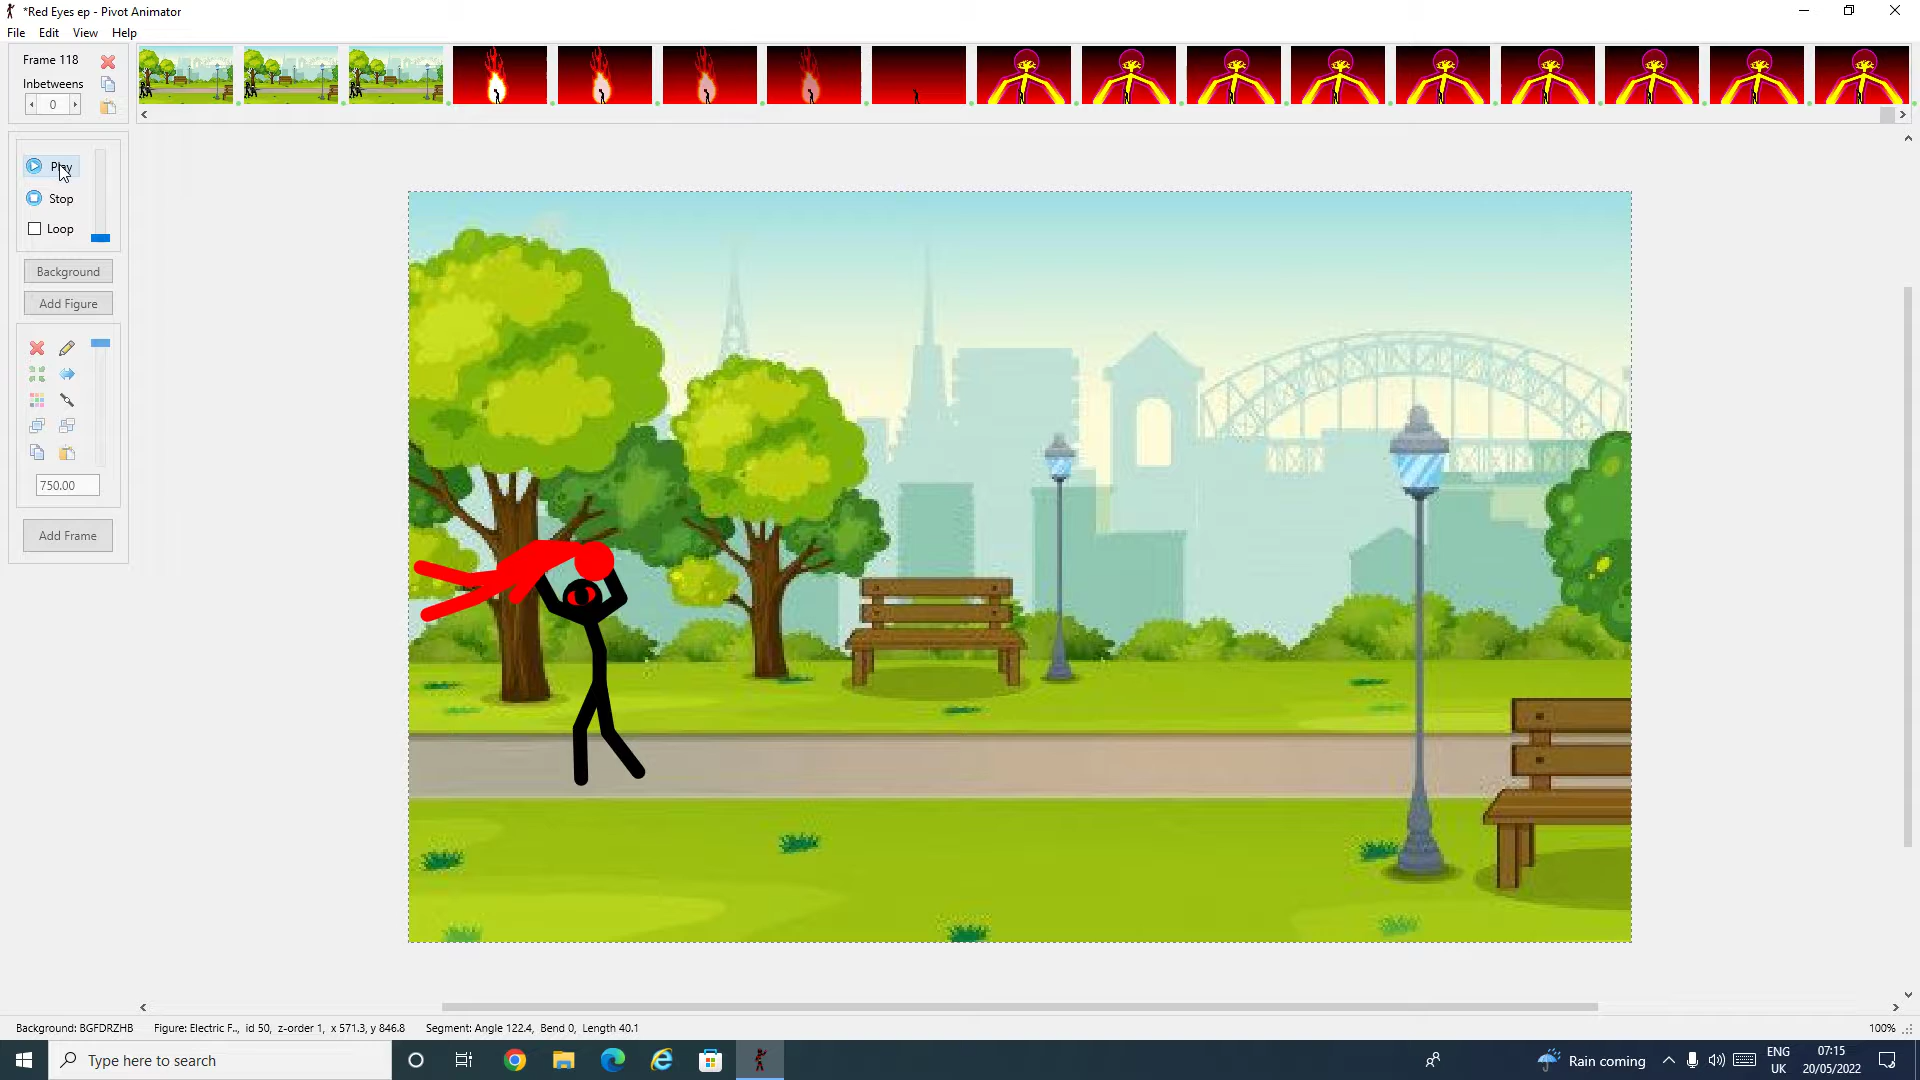 *Red Eyes ep - Pivot Animator
File Edit View Help
Frame 118
Inbetweens
0
Play
Stop
Loop
Background
Add Figure
750.00
Add Frame
Background: BGFDRZHB Figure: Electric F.., id 50, z-order 1, x 571.3, y 846.8 Segment: Angle 122.4, Bend 0, Length 40.1 100%
Type here to search
Rain coming
ENG
UK
07:15
20/05/2022